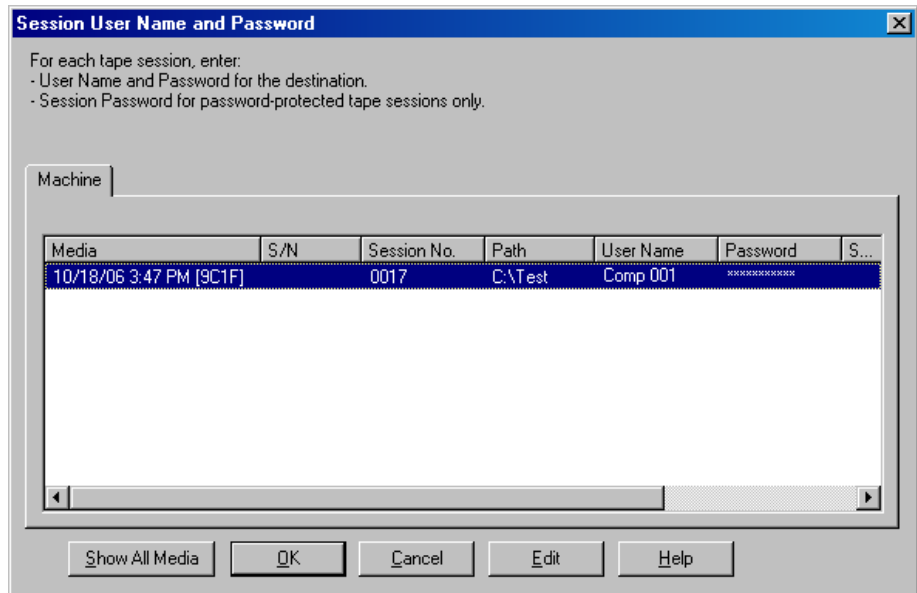 Session User Name and Password
For each tape session, enter:
- User Name and Password for the destination.
- Session Password for password-protected tape sessions only.
Machine
Media S/N Session No. Path User Name Password S...
10/18/06 3:47 PM [9C1F] 0017 C:\Test Comp 001 ***********
Show All Media OK Cancel Edit Help